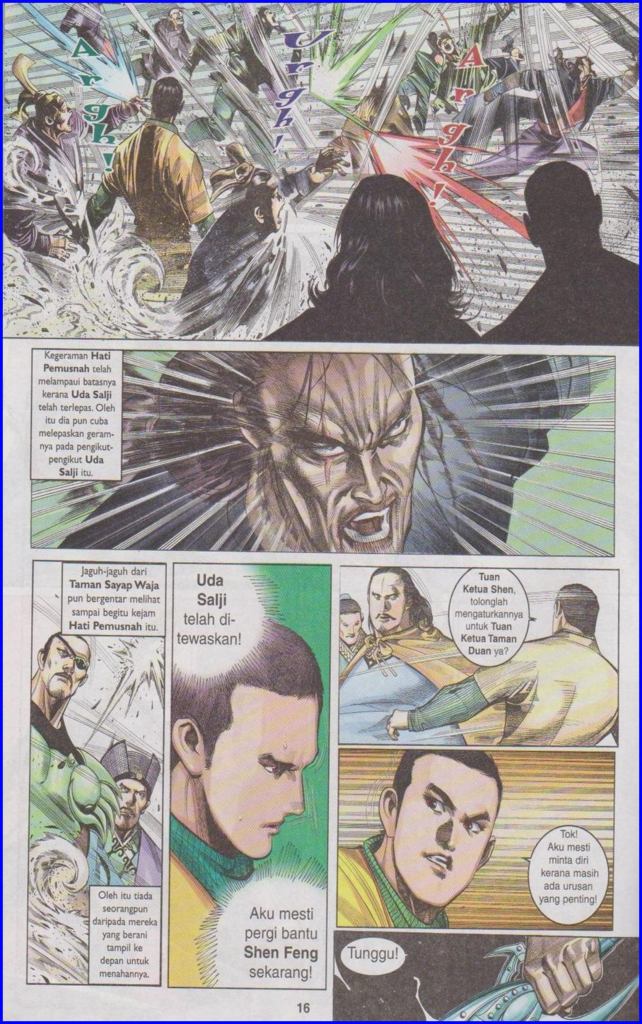 Argh!
Urgh!
Argh!
Kegeraman Hati
Pemusnah telah
melampaui batasnya
kerana Uda Salji
telah terlepas. Oleh
itu dia pun cuba
melepaskan geram-
nya pada pengikut-
pengikut Uda
Salji itu.
Jaguh-jaguh dari
Taman Sayap Waja
pun bergentar melihat
sampai begitu kejam
Hati Pemusnah itu.
Oleh itu tiada
seorangpun
daripada mereka
yang berani
tampil ke
depan untuk
menahannya.
Uda
Salji
telah di-
tewaskan!
Aku mesti
pergi bantu
Shen Feng
sekarang!
Tuan
Ketua Shen,
tolonglah
mengaturkannya
untuk Tuan
Ketua Taman
Duan ya?
Tok!
Aku mesti
minta diri
kerana masih
ada urusan
yang penting!
Tunggu!
16